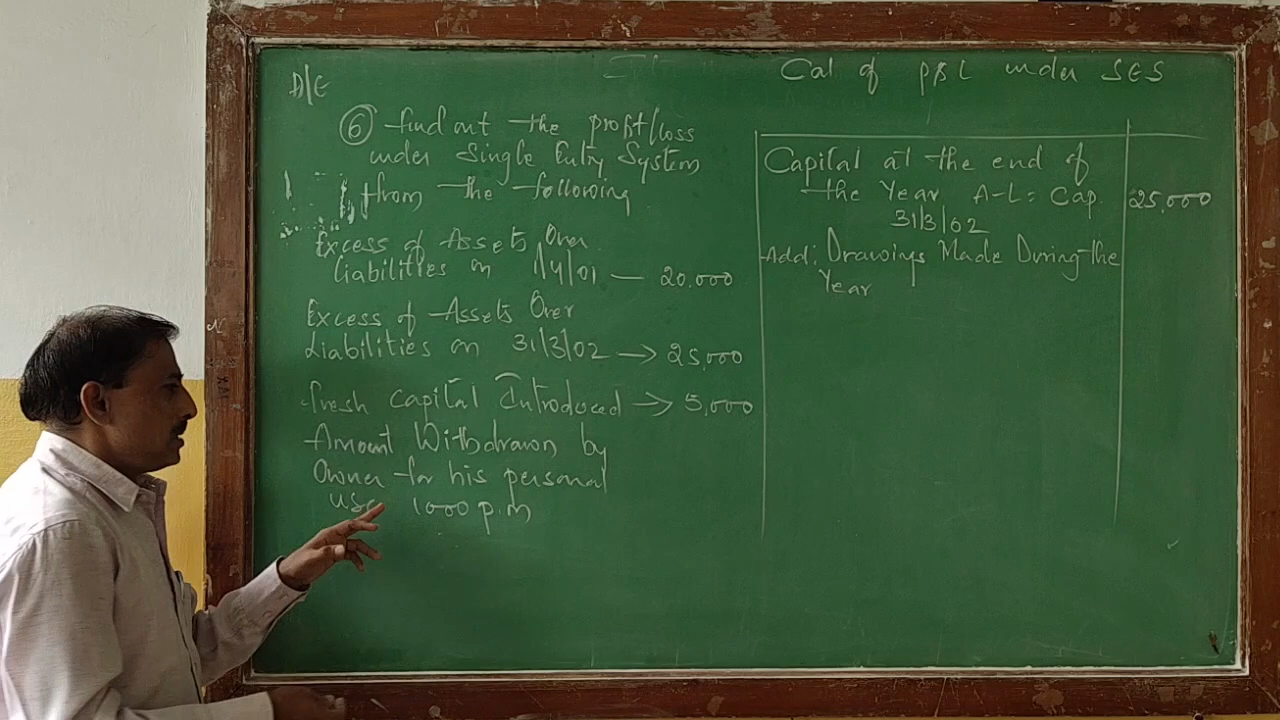 D/E
Cal of P&L under SES
⑥ find out the profit/loss
under Single Entry System
from the following
Excess of Assets Over
liabilities on 1/4/01 — 20,000
Excess of Assets Over
Liabilities on 31/3/02 → 25,000
fresh capital Introduced → 5,000
Amount Withdrawn by
Owner for his personal
use 1000 p.m
Capital at the end of
the Year A-L= Cap 25,000
31/3/02
Add: Drawings Made During the
Year